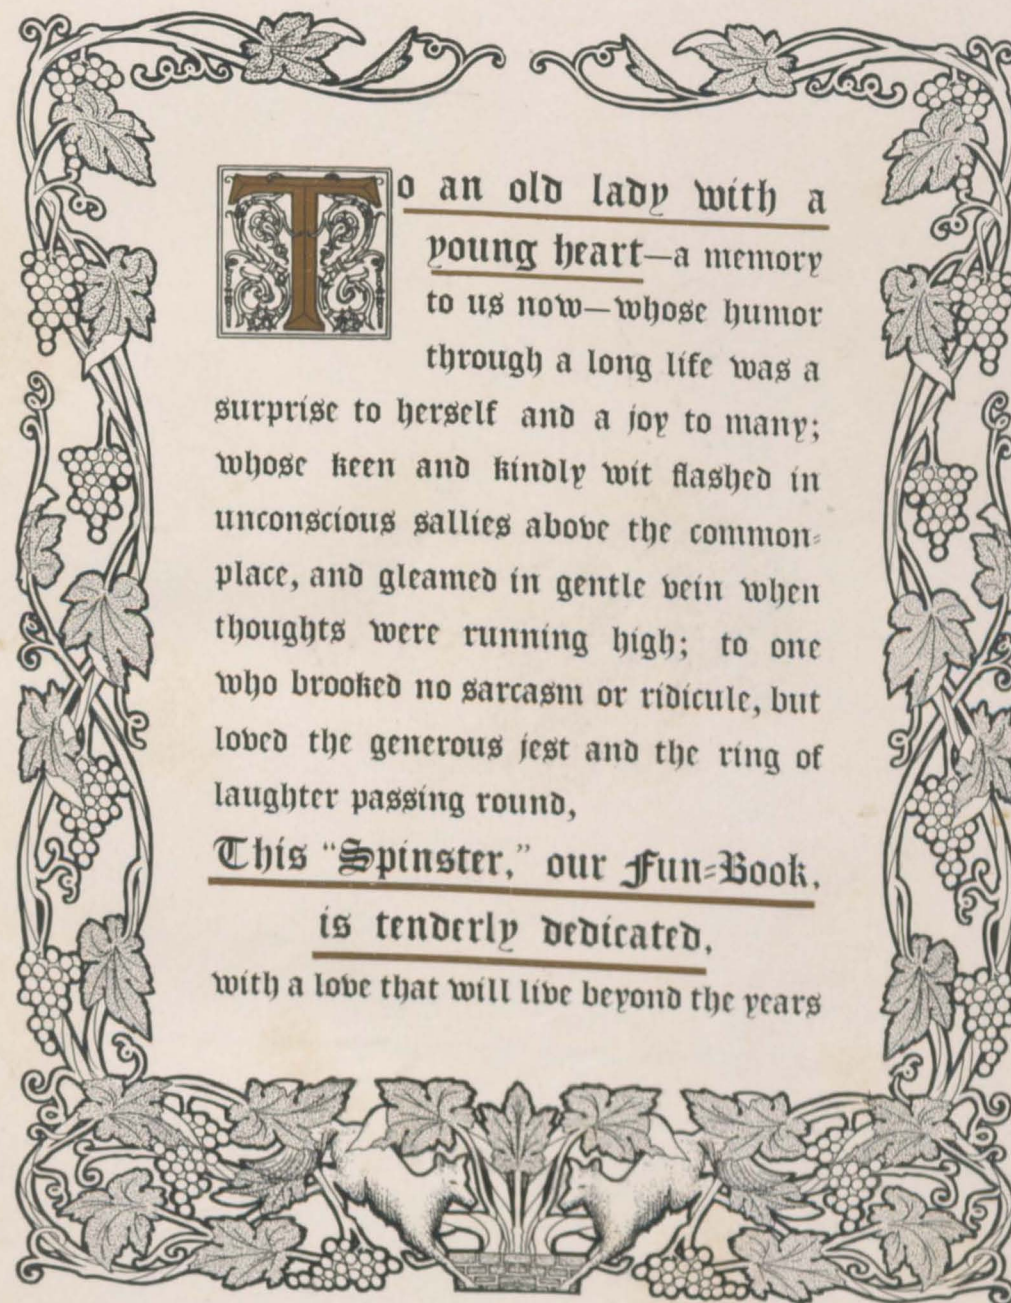 To an old lady with a
young heart—a memory
to us now—whose humor
through a long life was a
surprise to herself and a joy to many;
whose keen and kindly wit flashed in
unconscious sallies above the common-
place, and gleamed in gentle vein when
thoughts were running high; to one
who brooked no sarcasm or ridicule, but
loved the generous jest and the ring of
laughter passing round,
This “Spinster,” our Fun-Book,
is tenderly dedicated,
with a love that will live beyond the years